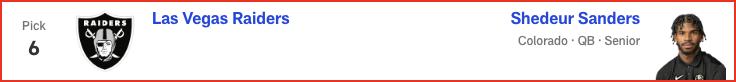 Pick
6
RAIDERS
Las Vegas Raiders
Shedeur Sanders
Colorado · QB · Senior